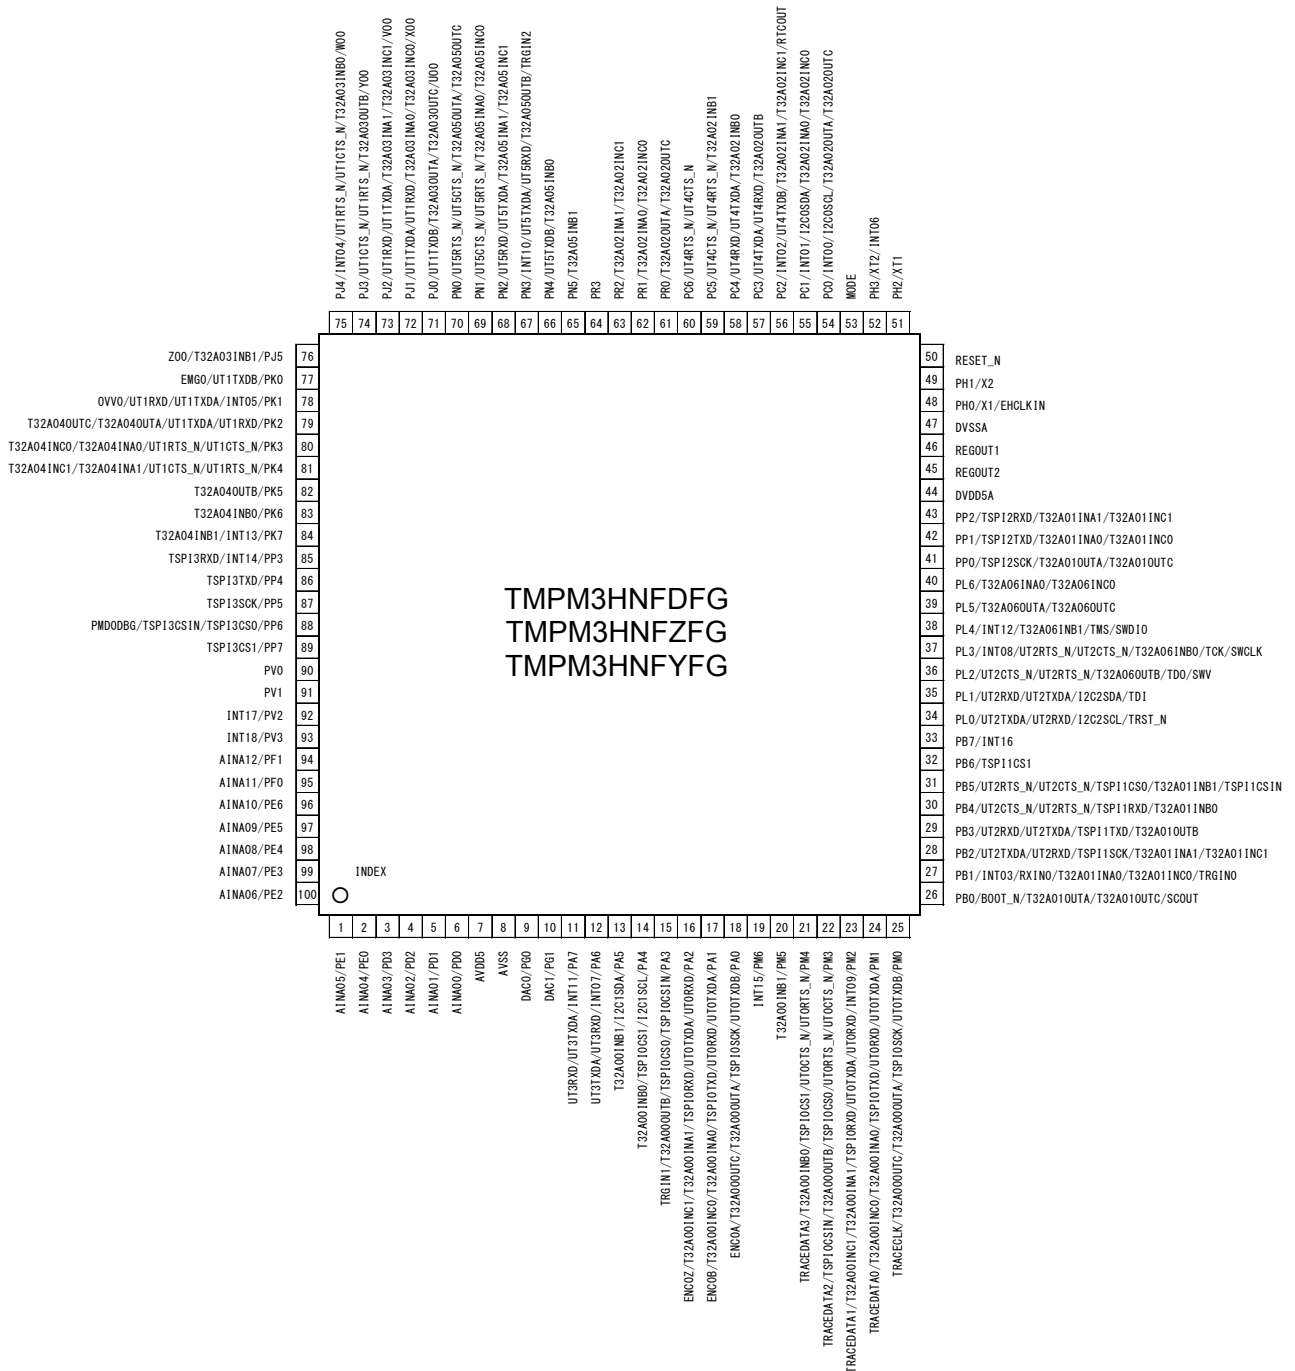 PJ4/INT04/UT1RTS_N/UT1CTS_N/T32A03INB0/WO0
PJ3/UT1CTS_N/UT1RTS_N/T32A03OUTB/YO0
PJ2/UT1RXD/UT1TXDA/T32A03INA1/T32A03INC1/VO0
PJ1/UT1TXDA/UT1RXD/T32A03INA0/T32A03INC0/XO0
PJ0/UT1TXDB/T32A03OUTA/T32A03OUTC/UO0
PN0/UT5RTS_N/UT5CTS_N/T32A05OUTA/T32A05OUTC
PN1/UT5CTS_N/UT5RTS_N/T32A05INA0/T32A05INC0
PN2/UT5RXD/UT5TXDA/T32A05INA1/T32A05INC1
PN3/INT10/UT5TXDA/UT5RXD/T32A05OUTB/TRGIN2
PN4/UT5TXDB/T32A05INB0
PN5/T32A05INB1
PR3
PR2/T32A02INA1/T32A02INC1
PR1/T32A02INA0/T32A02INC0
PR0/T32A02OUTA/T32A02OUTC
PC6/UT4RTS_N/UT4CTS_N
PC5/UT4CTS_N/UT4RTS_N/T32A02INB1
PC4/UT4RXD/UT4TXDA/T32A02INB0
PC3/UT4TXDA/UT4RXD/T32A02OUTB
PC2/INT02/UT4TXDB/T32A02INA1/T32A02INC1/RTCOUT
PC1/INT01/I2C0SDA/T32A02INA0/T32A02INC0
PC0/INT00/I2C0SCL/T32A02OUTA/T32A02OUTC
MODE
PH3/XT2/INT06
PH2/XT1
75 74 73 72 71 70 69 68 67 66 65 64 63 62 61 60 59 58 57 56 55 54 53 52 51
ZO0/T32A03INB1/PJ5 76
EMG0/UT1TXDB/PK0 77
OVV0/UT1RXD/UT1TXDA/INT05/PK1 78
T32A04OUTC/T32A04OUTA/UT1TXDA/UT1RXD/PK2 79
T32A04INC0/T32A04INA0/UT1RTS_N/UT1CTS_N/PK3 80
T32A04INC1/T32A04INA1/UT1CTS_N/UT1RTS_N/PK4 81
T32A04OUTB/PK5 82
T32A04INB0/PK6 83
T32A04INB1/INT13/PK7 84
TSPI3RXD/INT14/PP3 85
TSPI3TXD/PP4 86
TSPI3SCK/PP5 87
PMD0DBG/TSPI3CSIN/TSPI3CS0/PP6 88
TSPI3CS1/PP7 89
PV0 90
PV1 91
INT17/PV2 92
INT18/PV3 93
AINA12/PF1 94
AINA11/PF0 95
AINA10/PE6 96
AINA09/PE5 97
AINA08/PE4 98
AINA07/PE3 99
AINA06/PE2 100
TMPM3HNFDFG
TMPM3HNFZFG
TMPM3HNFYFG
INDEX
50 RESET_N
49 PH1/X2
48 PH0/X1/EHCLKIN
47 DVSSA
46 REGOUT1
45 REGOUT2
44 DVDD5A
43 PP2/TSPI2RXD/T32A01INA1/T32A01INC1
42 PP1/TSPI2TXD/T32A01INA0/T32A01INC0
41 PP0/TSPI2SCK/T32A01OUTA/T32A01OUTC
40 PL6/T32A06INA0/T32A06INC0
39 PL5/T32A06OUTA/T32A06OUTC
38 PL4/INT12/T32A06INB1/TMS/SWDIO
37 PL3/INT08/UT2RTS_N/UT2CTS_N/T32A06INB0/TCK/SWCLK
36 PL2/UT2CTS_N/UT2RTS_N/T32A06OUTB/TDO/SWV
35 PL1/UT2RXD/UT2TXDA/I2C2SDA/TDI
34 PL0/UT2TXDA/UT2RXD/I2C2SCL/TRST_N
33 PB7/INT16
32 PB6/TSPI1CS1
31 PB5/UT2RTS_N/UT2CTS_N/TSPI1CS0/T32A01INB1/TSPI1CSIN
30 PB4/UT2CTS_N/UT2RTS_N/TSPI1RXD/T32A01INB0
29 PB3/UT2RXD/UT2TXDA/TSPI1TXD/T32A01OUTB
28 PB2/UT2TXDA/UT2RXD/TSPI1SCK/T32A01INA1/T32A01INC1
27 PB1/INT03/RXIN0/T32A01INA0/T32A01INC0/TRGIN0
26 PB0/BOOT_N/T32A01OUTA/T32A01OUTC/SCOUT
1 2 3 4 5 6 7 8 9 10 11 12 13 14 15 16 17 18 19 20 21 22 23 24 25
AINA05/PE1
AINA04/PE0
AINA03/PD3
AINA02/PD2
AINA01/PD1
AINA00/PD0
AVDD5
AVSS
DAC0/PG0
DAC1/PG1
UT3RXD/UT3TXDA/INT11/PA7
UT3TXDA/UT3RXD/INT07/PA6
T32A00INB1/I2C1SDA/PA5
T32A00INB0/TSPI0CS1/I2C1SCL/PA4
TRGIN1/T32A00OUTB/TSPI0CS0/TSPI0CSIN/PA3
ENC0Z/T32A00INC1/T32A00INA1/TSPI0RXD/UT0TXDA/UT0RXD/PA2
ENC0B/T32A00INC0/T32A00INA0/TSPI0TXD/UT0RXD/UT0TXDA/PA1
ENC0A/T32A00OUTC/T32A00OUTA/TSPI0SCK/UT0TXDB/PA0
INT15/PM6
T32A00INB1/PM5
TRACEDATA3/T32A00INB0/TSPI0CS1/UT0CTS_N/UT0RTS_N/PM4
TRACEDATA2/TSPI0CSIN/T32A00OUTB/TSPI0CS0/UT0RTS_N/UT0CTS_N/PM3
TRACEDATA1/T32A00INC1/T32A00INA1/TSPI0RXD/UT0TXDA/UT0RXD/INT09/PM2
TRACEDATA0/T32A00INC0/T32A00INA0/TSPI0TXD/UT0RXD/UT0TXDA/PM1
TRACECLK/T32A00OUTC/T32A00OUTA/TSPI0SCK/UT0TXDB/PM0